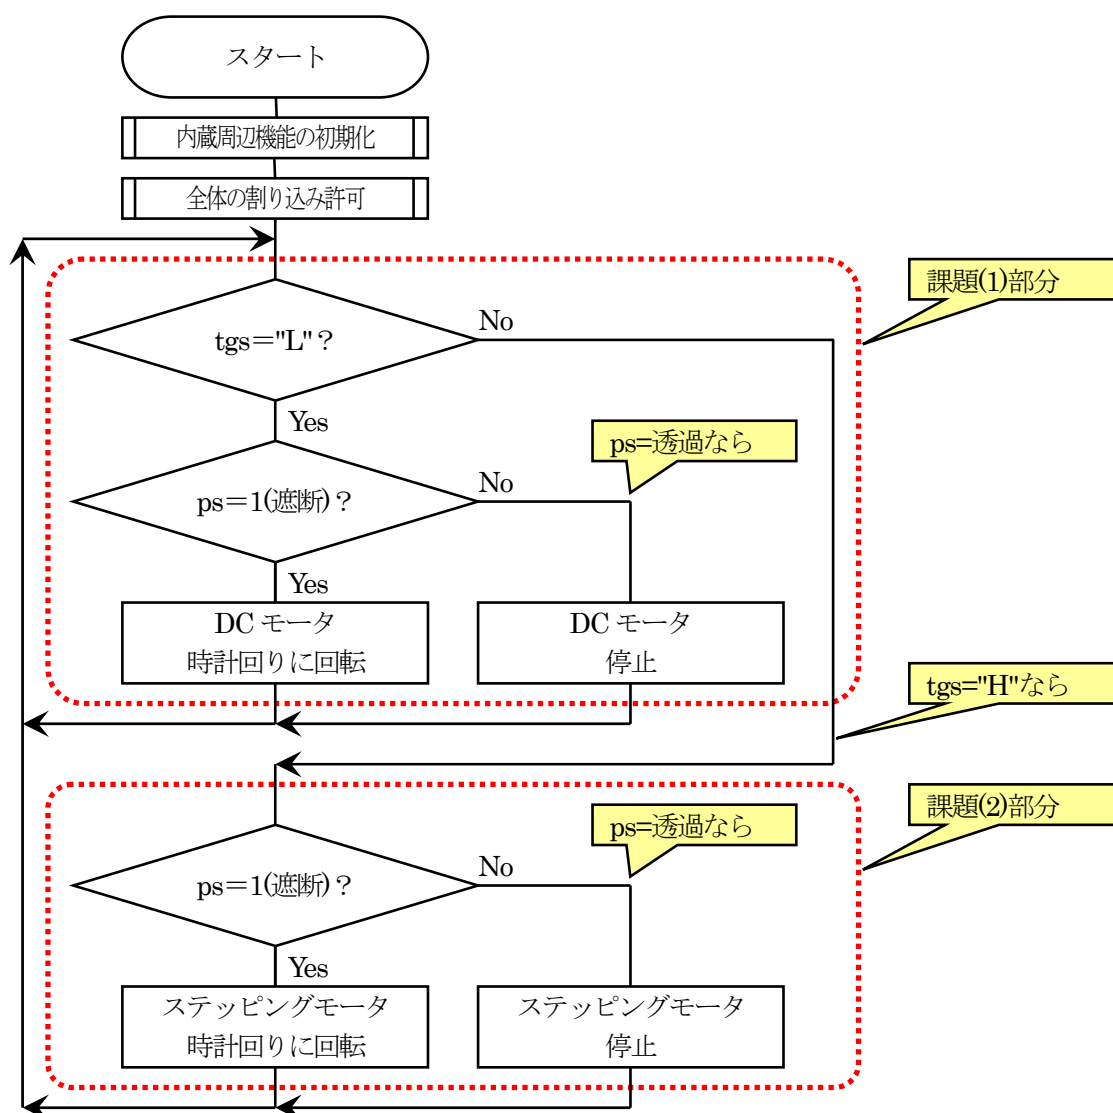 スタート
内蔵周辺機能の初期化
全体の割り込み許可
課題(1)部分
No
tgs="L"？
Yes
ps=透過なら
No
ps＝1(遮断)？
Yes
DCモータ
時計回りに回転
DCモータ
停止
tgs="H"なら
課題(2)部分
ps=透過なら
No
ps＝1(遮断)？
Yes
ステッピングモータ
時計回りに回転
ステッピングモータ
停止